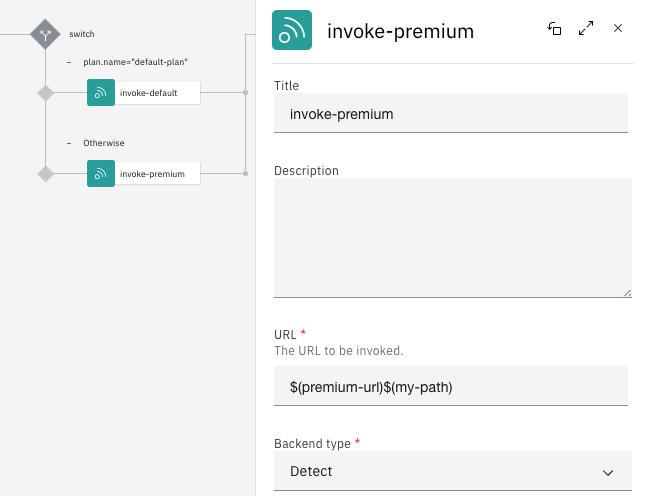 switch
– plan.name="default-plan"
invoke-default
– Otherwise
invoke-premium
invoke-premium
Title
invoke-premium
Description
URL *
The URL to be invoked.
$(premium-url)$(my-path)
Backend type *
Detect